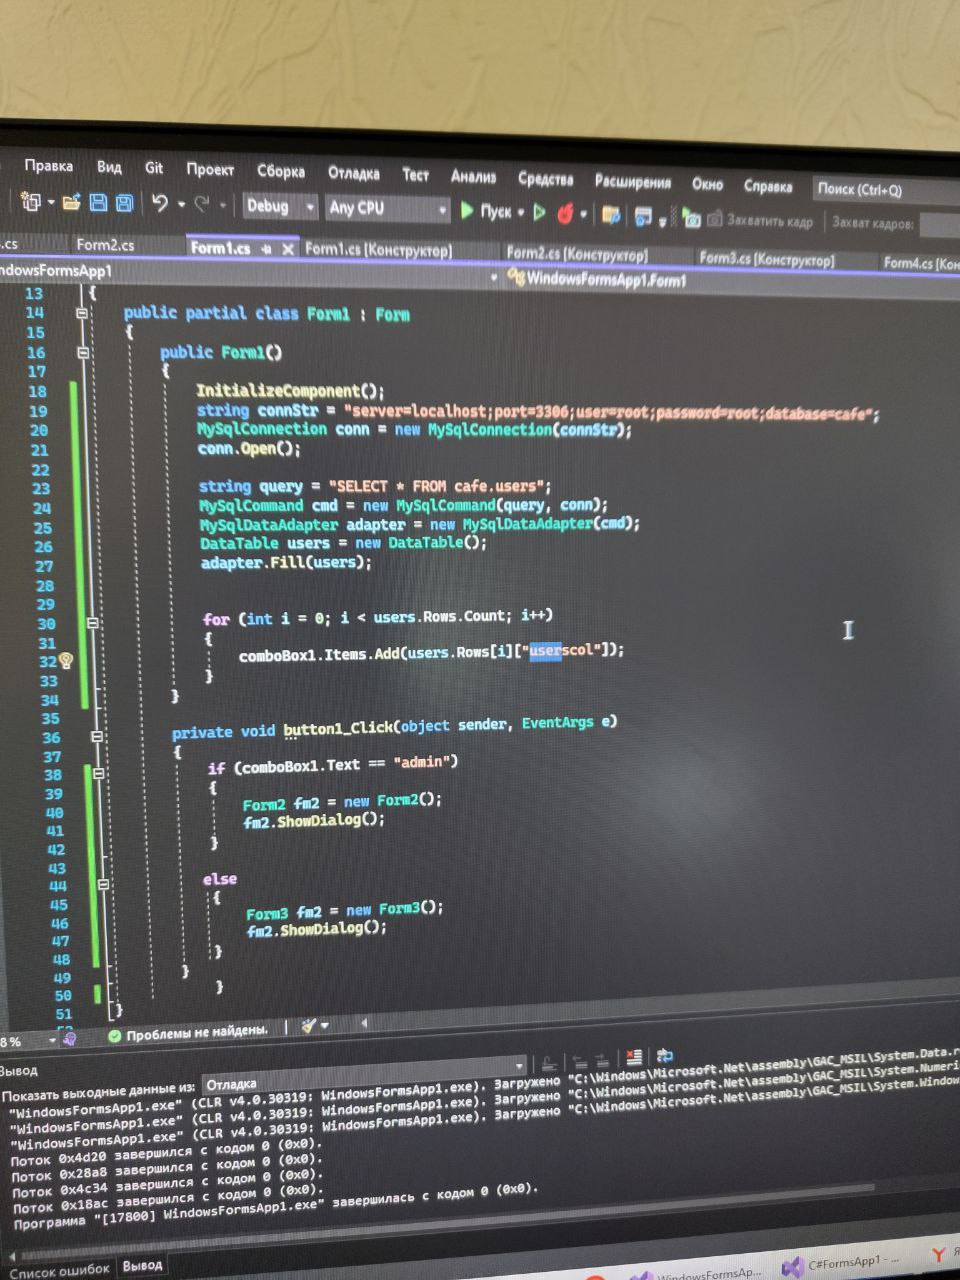 Правка Вид Git Проект Сборка Отладка Тест Анализ Средства Расширения Окно Справка Поиск (Ctrl+Q)
Debug Any CPU Пуск Захватить кадр Захват кадров:
.cs Form2.cs Form1.cs Form1.cs [Конструктор] Form2.cs [Конструктор] Form3.cs [Конструктор] Form4.cs [Кон
ndowsFormsApp1 WindowsFormsApp1.Form1
13 {
14 public partial class Form1 : Form
15 {
16 public Form1()
17 {
18 InitializeComponent();
19 string connStr = "server=localhost;port=3306;user=root;password=root;database=cafe";
20 MySqlConnection conn = new MySqlConnection(connStr);
21 conn.Open();
22
23 string query = "SELECT * FROM cafe.users";
24 MySqlCommand cmd = new MySqlCommand(query, conn);
25 MySqlDataAdapter adapter = new MySqlDataAdapter(cmd);
26 DataTable users = new DataTable();
27 adapter.Fill(users);
28
29
30 for (int i = 0; i < users.Rows.Count; i++)
31 {
32 comboBox1.Items.Add(users.Rows[i]["userscol"]);
33 }
34 }
35
36 private void button1_Click(object sender, EventArgs e)
37 {
38 if (comboBox1.Text == "admin")
39 {
40 Form2 fm2 = new Form2();
41 fm2.ShowDialog();
42 }
43
44 else
45 {
46 Form3 fm2 = new Form3();
47 fm2.ShowDialog();
48 }
49 }
50 }
51 }
8 % Проблемы не найдены.
Вывод
Показать выходные данные из: Отладка
"WindowsFormsApp1.exe" (CLR v4.0.30319: WindowsFormsApp1.exe). Загружено "C:\Windows\Microsoft.Net\assembly\GAC_MSIL\System.Data.r
"WindowsFormsApp1.exe" (CLR v4.0.30319: WindowsFormsApp1.exe). Загружено "C:\Windows\Microsoft.Net\assembly\GAC_MSIL\System.Numeri
"WindowsFormsApp1.exe" (CLR v4.0.30319: WindowsFormsApp1.exe). Загружено "C:\Windows\Microsoft.Net\assembly\GAC_MSIL\System.Window
Поток 0x4d20 завершился с кодом 0 (0x0).
Поток 0x28a8 завершился с кодом 0 (0x0).
Поток 0x4c34 завершился с кодом 0 (0x0).
Поток 0x18ac завершился с кодом 0 (0x0).
Программа "[17800] WindowsFormsApp1.exe" завершилась с кодом 0 (0x0).
Список ошибок Вывод
WindowsFormsAp... C#FormsApp1 - ... Я